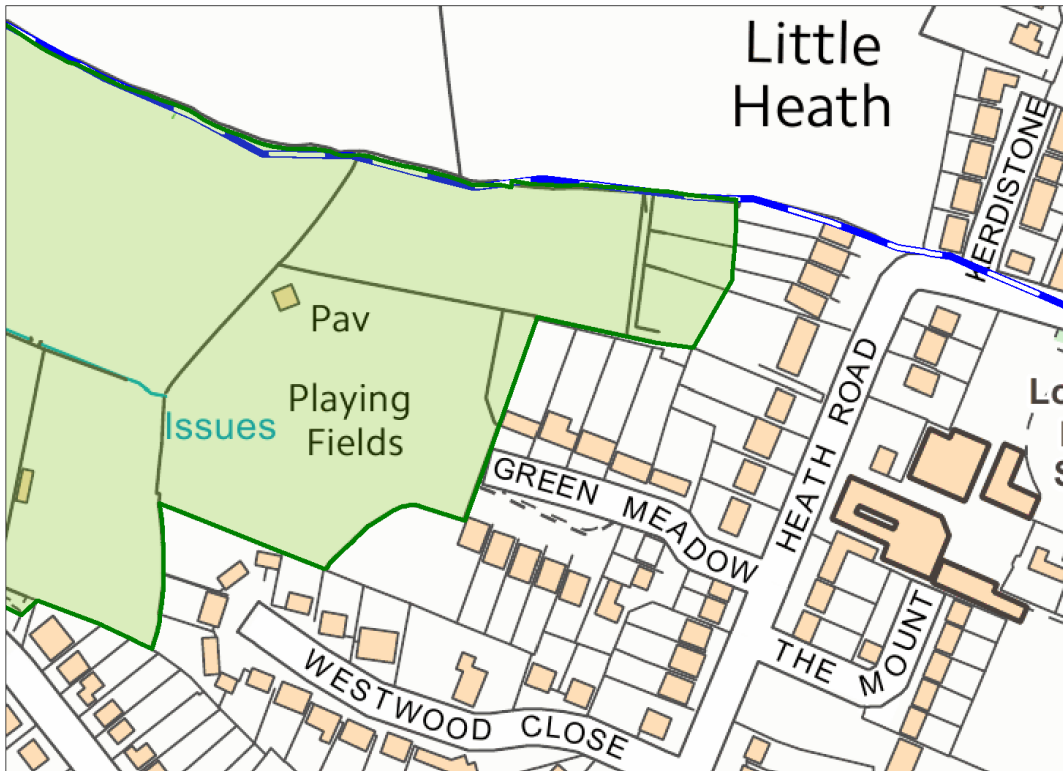 Little
Heath
HERDISTONE
Pav
Playing
Fields
Issues
HEATH ROAD
GREEN MEADOW
THE MOUNT
WESTWOOD CLOSE